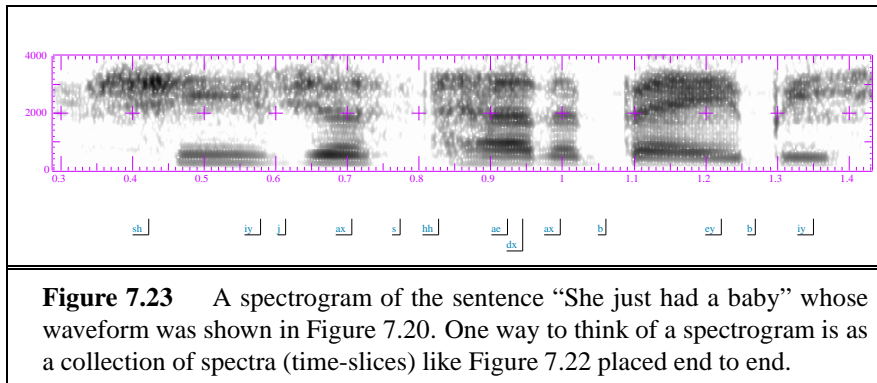 4000
2000
0
0.3 0.4 0.5 0.6 0.7 0.8 0.9 1 1.1 1.2 1.3 1.4
sh iy j ax s hh ae ax b ey b iy
dx
Figure 7.23 A spectrogram of the sentence “She just had a baby” whose
waveform was shown in Figure 7.20. One way to think of a spectrogram is as
a collection of spectra (time-slices) like Figure 7.22 placed end to end.